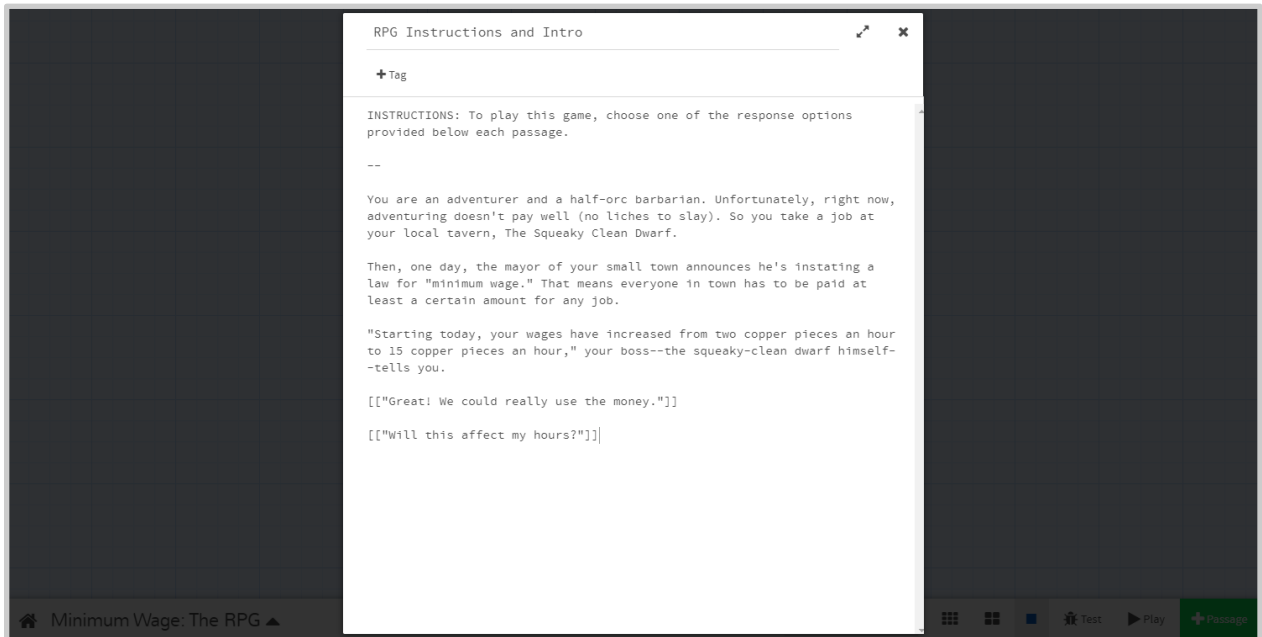 RPG Instructions and Intro
+ Tag
INSTRUCTIONS: To play this game, choose one of the response options
provided below each passage.
--
You are an adventurer and a half-orc barbarian. Unfortunately, right now,
adventuring doesn't pay well (no liches to slay). So you take a job at
your local tavern, The Squeaky Clean Dwarf.
Then, one day, the mayor of your small town announces he's instating a
law for "minimum wage." That means everyone in town has to be paid at
least a certain amount for any job.
"Starting today, your wages have increased from two copper pieces an hour
to 15 copper pieces an hour," your boss--the squeaky-clean dwarf himself-
-tells you.
[["Great! We could really use the money."]]
[["Will this affect my hours?"]]
Minimum Wage: The RPG
Test
Play
+ Passage